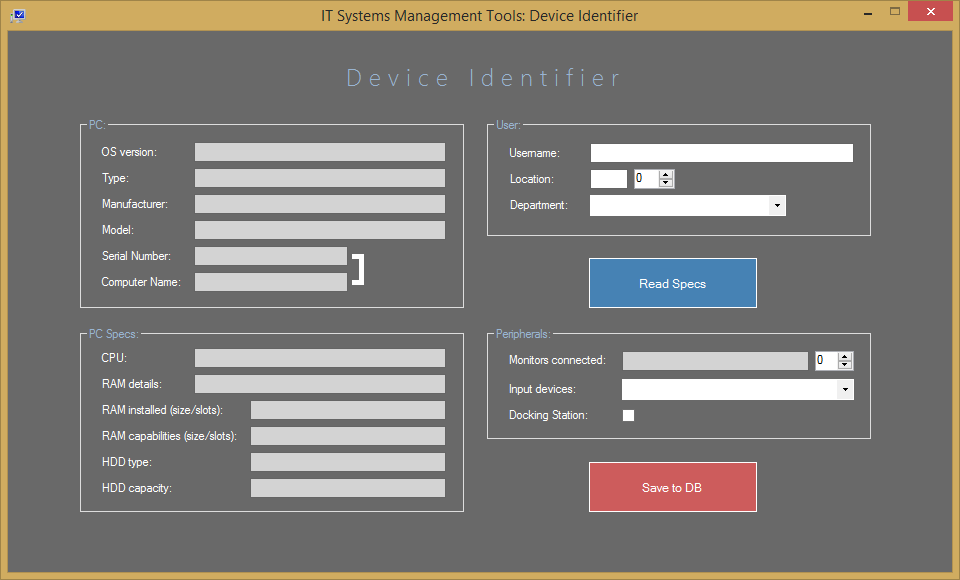 IT Systems Management Tools: Device Identifier
Device Identifier
PC:
OS version:
Type:
Manufacturer:
Model:
Serial Number:
Computer Name:
User:
Username:
Location:
0
Department:
Read Specs
PC Specs:
CPU:
RAM details:
RAM installed (size/slots):
RAM capabilities (size/slots):
HDD type:
HDD capacity:
Peripherals:
Monitors connected:
0
Input devices:
Docking Station:
Save to DB